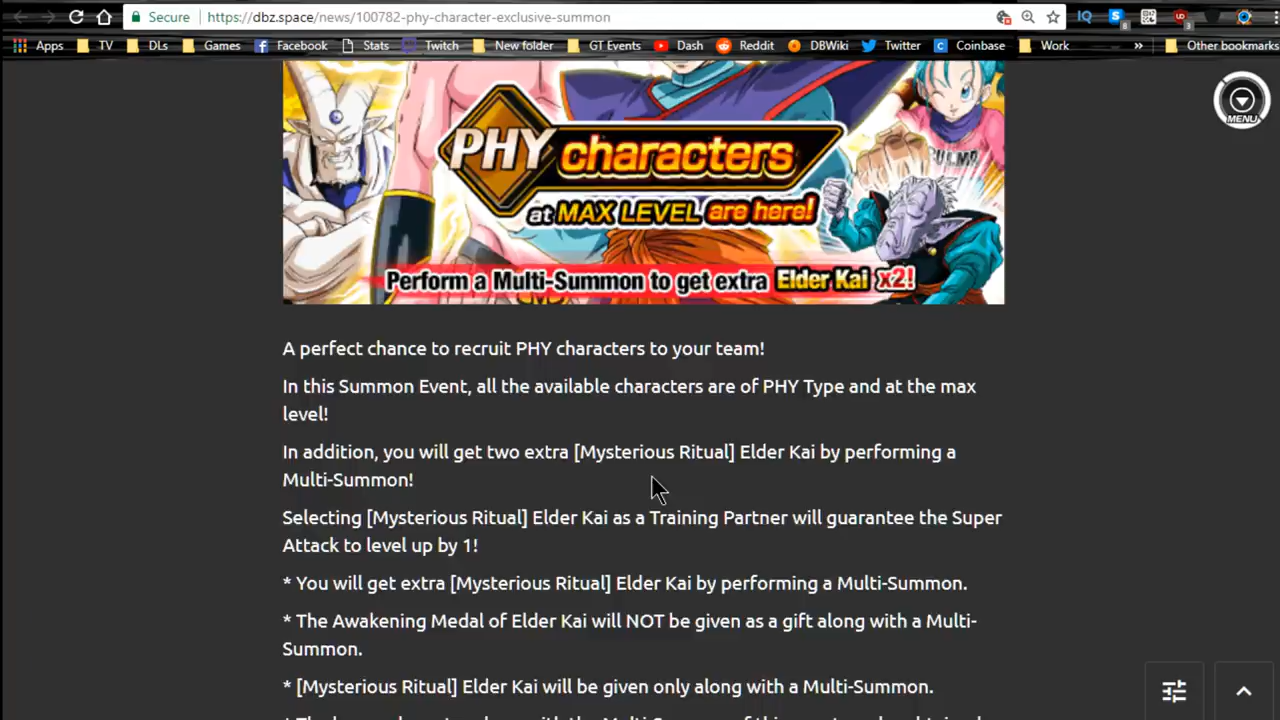 Secure
https://dbz.space/news/100782-phy-character-exclusive-summon
IQ
8
3
Apps TV DLs Games Facebook Stats Twitch New folder GT Events Dash Reddit DBWiki Twitter Coinbase Work » Other bookmarks
MENU
PHY characters
at MAX LEVEL are here!
Perform a Multi-Summon to get extra Elder Kai x2!
A perfect chance to recruit PHY characters to your team!
In this Summon Event, all the available characters are of PHY Type and at the max
level!
In addition, you will get two extra [Mysterious Ritual] Elder Kai by performing a
Multi-Summon!
Selecting [Mysterious Ritual] Elder Kai as a Training Partner will guarantee the Super
Attack to level up by 1!
* You will get extra [Mysterious Ritual] Elder Kai by performing a Multi-Summon.
* The Awakening Medal of Elder Kai will NOT be given as a gift along with a Multi-
Summon.
* [Mysterious Ritual] Elder Kai will be given only along with a Multi-Summon.